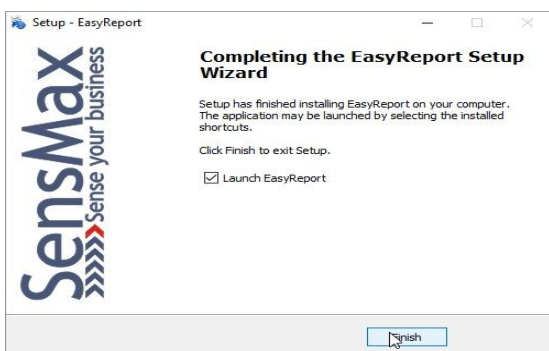 Setup - EasyReport
SensMax
Sense your business
Completing the EasyReport Setup
Wizard
Setup has finished installing EasyReport on your computer.
The application may be launched by selecting the installed
shortcuts.
Click Finish to exit Setup.
Launch EasyReport
Finish